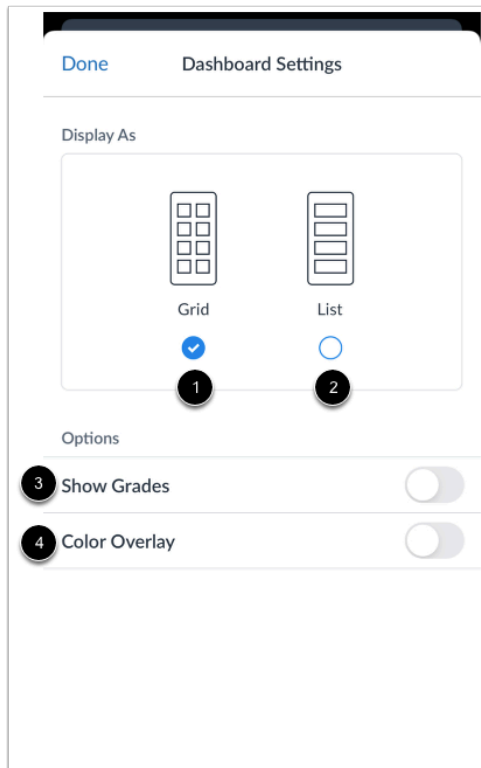 Done Dashboard Settings
Display As
Grid List
1 2
Options
3 Show Grades
4 Color Overlay